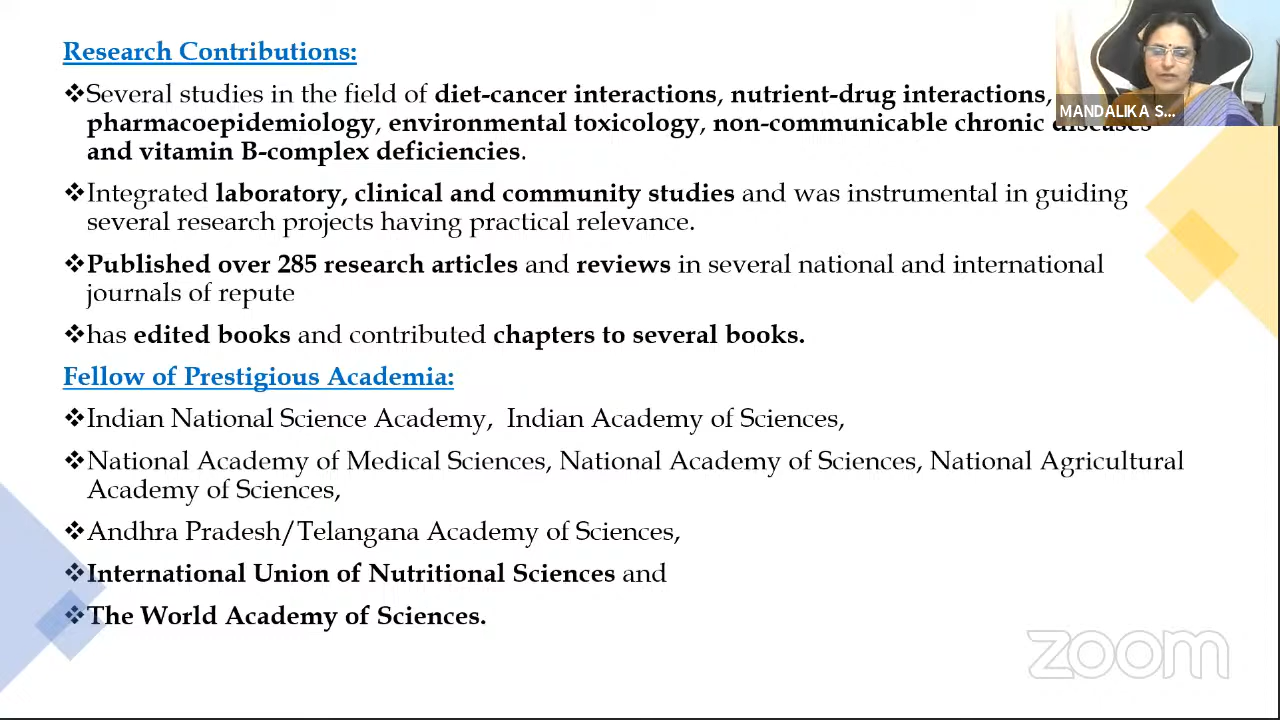 Research Contributions:
❖Several studies in the field of diet-cancer interactions, nutrient-drug interactions,
pharmacoepidemiology, environmental toxicology, non-communicable chronic diseases
and vitamin B-complex deficiencies.
❖Integrated laboratory, clinical and community studies and was instrumental in guiding
several research projects having practical relevance.
❖Published over 285 research articles and reviews in several national and international
journals of repute
❖has edited books and contributed chapters to several books.
Fellow of Prestigious Academia:
❖Indian National Science Academy,  Indian Academy of Sciences,
❖National Academy of Medical Sciences, National Academy of Sciences, National Agricultural
Academy of Sciences,
❖Andhra Pradesh/Telangana Academy of Sciences,
❖International Union of Nutritional Sciences and
❖The World Academy of Sciences.
MANDALIKA S...
zoom